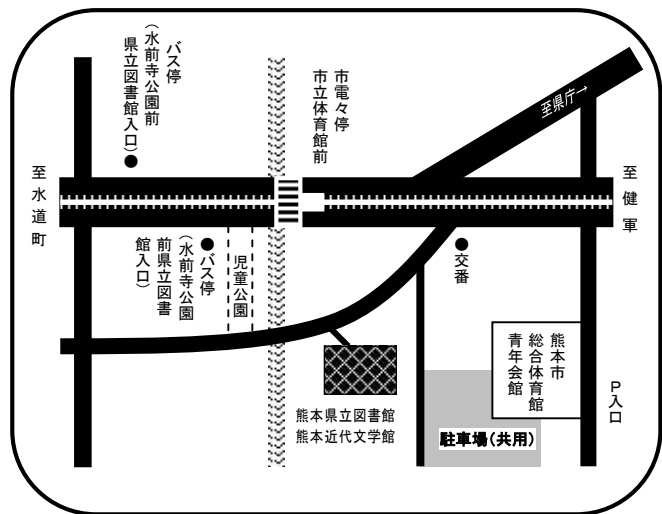 バス停
（水前寺公園前
県立図書館入口）●
市電々停
市立体育館前
至県庁→
至水道町
至健軍
●バス停
（水前寺公園
前県立図書
館入口）
児童公園
●交番
熊本市
総合体育館
青年会館
P入口
熊本県立図書館
熊本近代文学館
駐車場（共用）